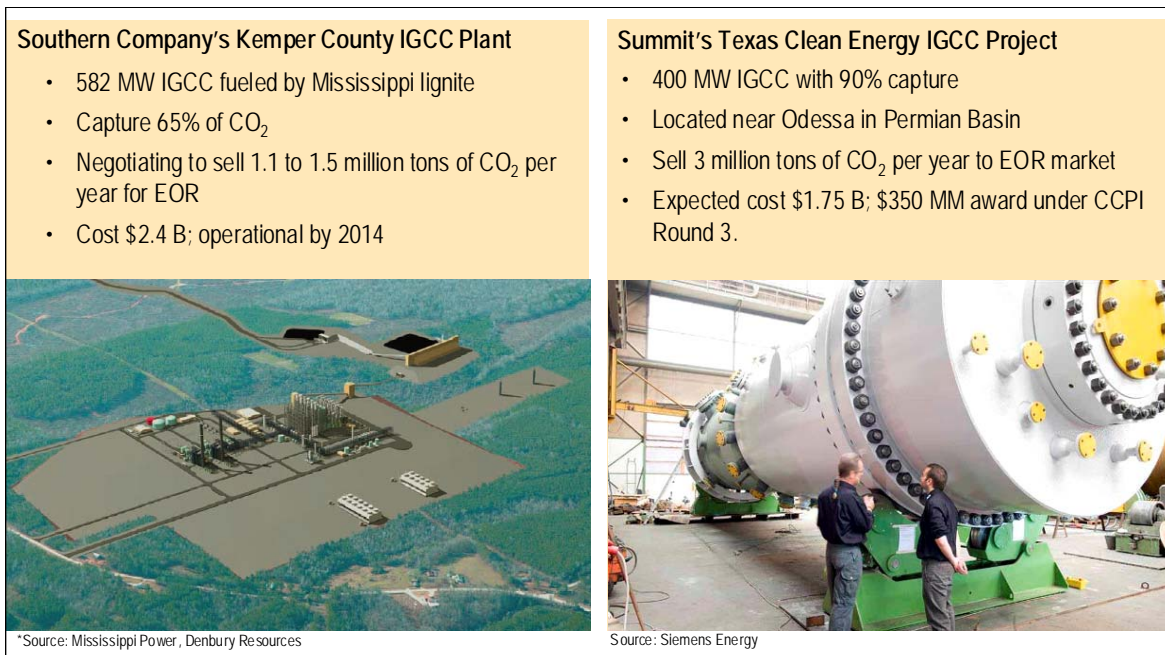 Southern Company's Kemper County IGCC Plant
• 582 MW IGCC fueled by Mississippi lignite
• Capture 65% of CO₂
• Negotiating to sell 1.1 to 1.5 million tons of CO₂ per
year for EOR
• Cost $2.4 B; operational by 2014
*Source: Mississippi Power, Denbury Resources
Summit's Texas Clean Energy IGCC Project
• 400 MW IGCC with 90% capture
• Located near Odessa in Permian Basin
• Sell 3 million tons of CO₂ per year to EOR market
• Expected cost $1.75 B; $350 MM award under CCPI
Round 3.
Source: Siemens Energy